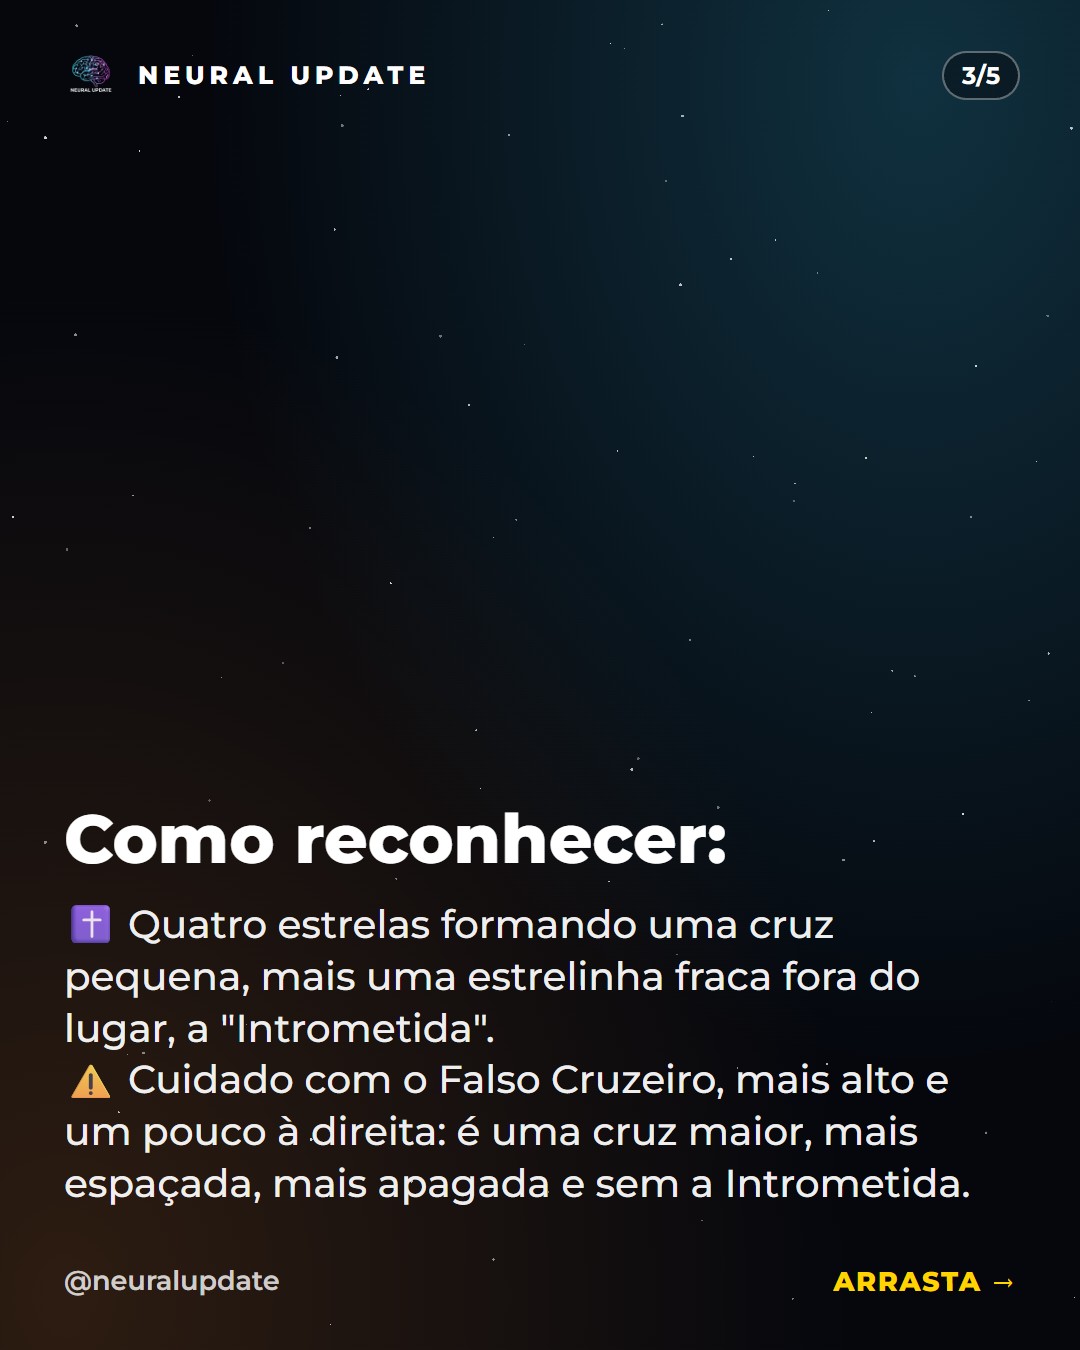 NEURAL UPDATE
NEURAL UPDATE
3/5
Como reconhecer:
✝️ Quatro estrelas formando uma cruz
pequena, mais uma estrelinha fraca fora do
lugar, a "Intrometida".
⚠️ Cuidado com o Falso Cruzeiro, mais alto e
um pouco à direita: é uma cruz maior, mais
espaçada, mais apagada e sem a Intrometida.
@neuralupdate
ARRASTA →